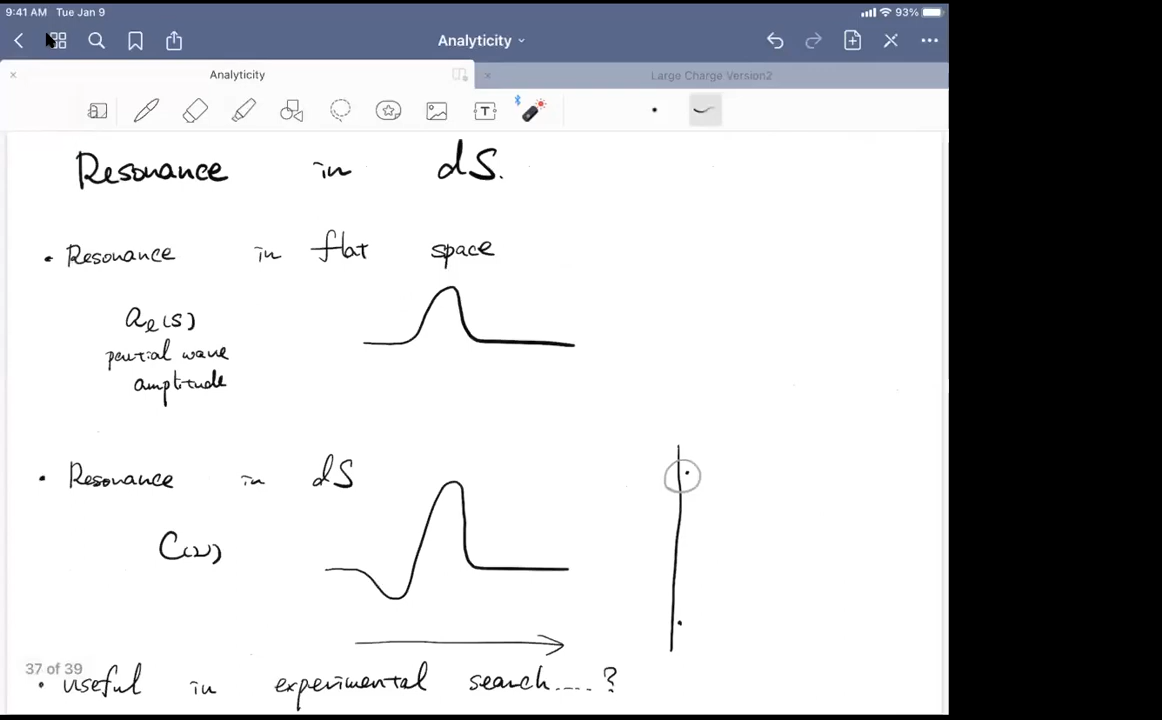 9:41 AM Tue Jan 9
93%
Analyticity
Analyticity
Large Charge Version2
Resonance in dS.
• Resonance in flat space
aℓ(s)
partial wave
amplitude
• Resonance in dS
C(ν)
37 of 39
• useful in experimental search....?